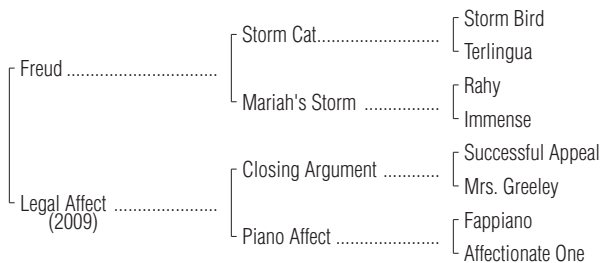 Storm Bird
Storm Cat..........................
Terlingua
Freud ................................
Rahy
Mariah's Storm ................
Immense
Successful Appeal
Closing Argument ............
Mrs. Greeley
Legal Affect ......................
(2009)
Fappiano
Piano Affect ......................
Affectionate One